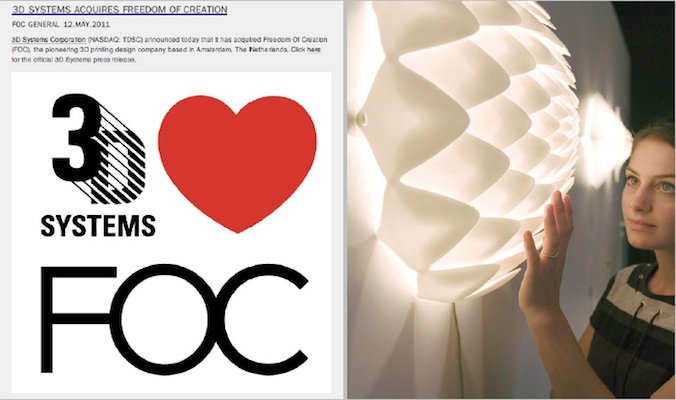 3D SYSTEMS ACQUIRES FREEDOM OF CREATION
FOC GENERAL 12.MAY.2011
3D Systems Corporation (NASDAQ: TDSC) announced today that it has acquired Freedom Of Creation
(FOC), the pioneering 3D printing design company based in Amsterdam, The Netherlands. Click here
for the official 3D Systems press release.
3D
SYSTEMS
FOC